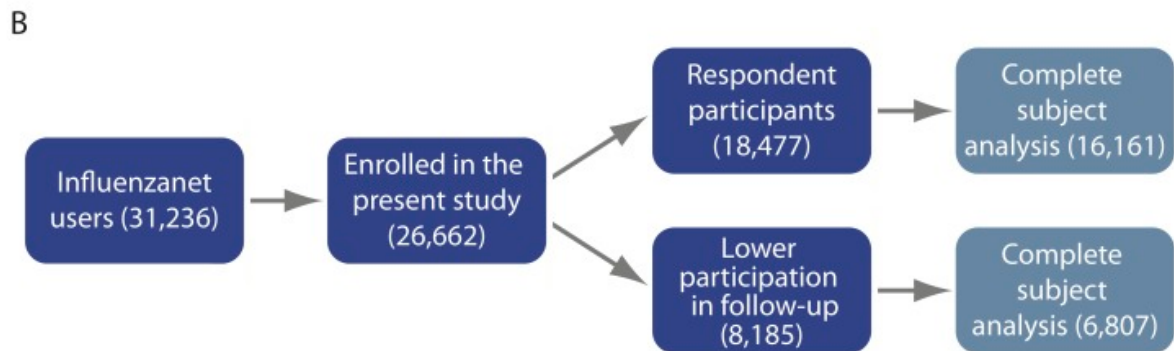 B
Influenzanet
users (31,236)
Enrolled in the
present study
(26,662)
Respondent
participants
(18,477)
Complete
subject
analysis (16,161)
Lower
participation
in follow-up
(8,185)
Complete
subject
analysis (6,807)